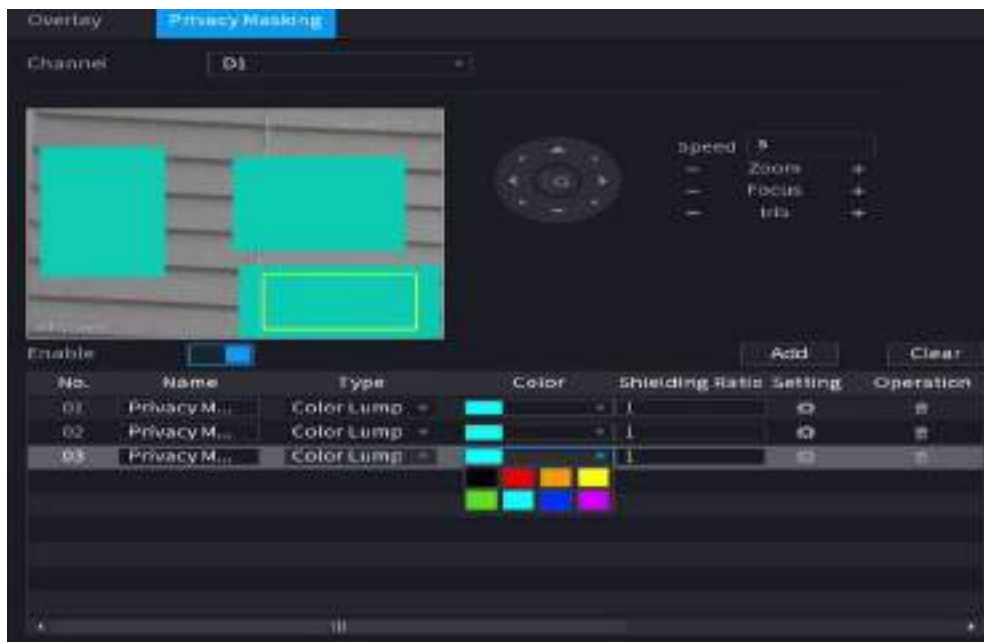 Overlay Privacy Masking
Channel D1
Speed 5
Zoom
Focus
Iris
Enable Add Clear
No. Name Type Color Shielding Ratio Setting Operation
01 Privacy M... Color Lump 1
02 Privacy M... Color Lump 1
03 Privacy M... Color Lump 1